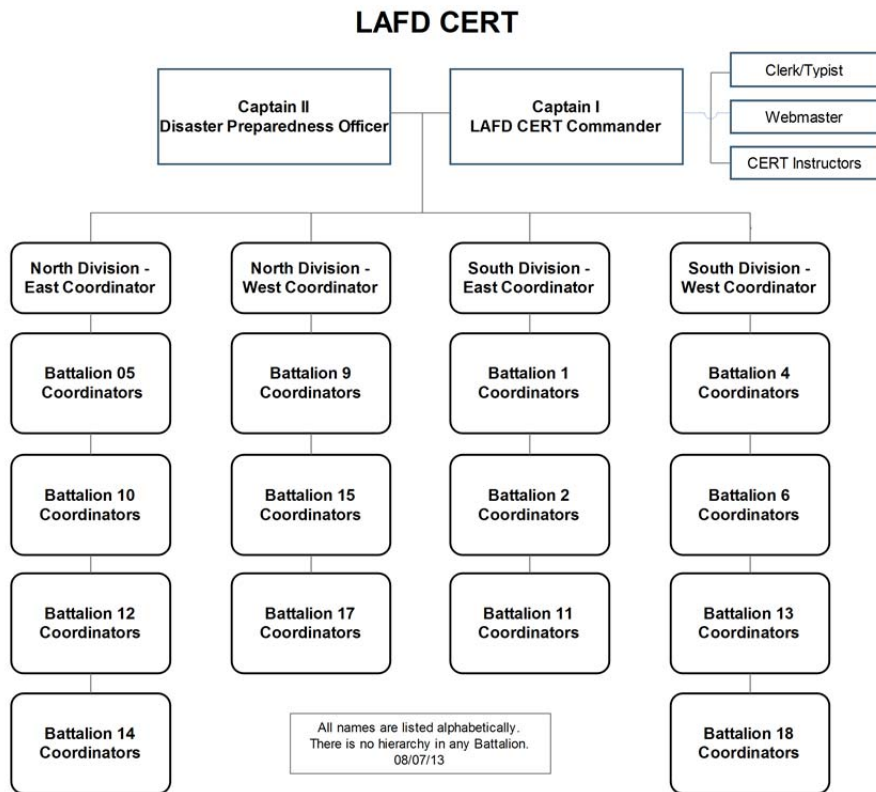 LAFD CERT
Captain II
Disaster Preparedness Officer
Captain I
LAFD CERT Commander
Clerk/Typist
Webmaster
CERT Instructors
North Division -
East Coordinator
North Division -
West Coordinator
South Division -
East Coordinator
South Division -
West Coordinator
Battalion 05
Coordinators
Battalion 9
Coordinators
Battalion 1
Coordinators
Battalion 4
Coordinators
Battalion 10
Coordinators
Battalion 15
Coordinators
Battalion 2
Coordinators
Battalion 6
Coordinators
Battalion 12
Coordinators
Battalion 17
Coordinators
Battalion 11
Coordinators
Battalion 13
Coordinators
Battalion 14
Coordinators
All names are listed alphabetically.
There is no hierarchy in any Battalion.
08/07/13
Battalion 18
Coordinators